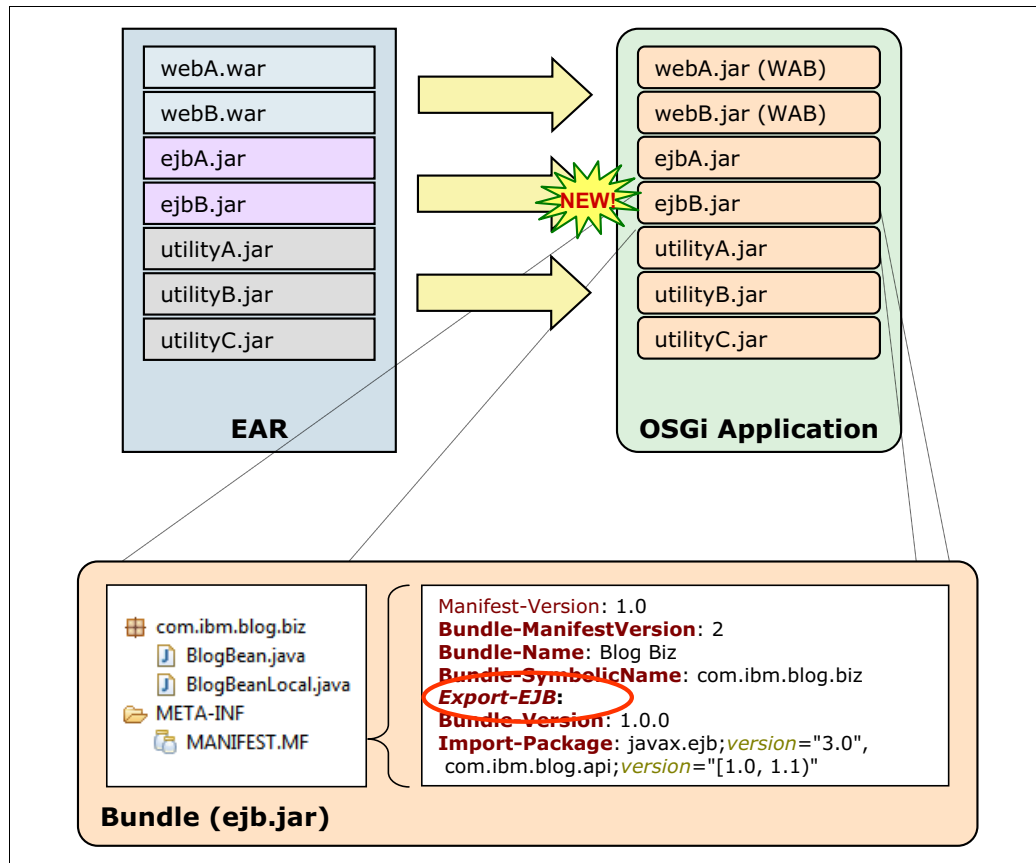 webA.war
webB.war
ejbA.jar
ejbB.jar
utilityA.jar
utilityB.jar
utilityC.jar
EAR
NEW!
webA.jar (WAB)
webB.jar (WAB)
ejbA.jar
ejbB.jar
utilityA.jar
utilityB.jar
utilityC.jar
OSGi Application
com.ibm.blog.biz
BlogBean.java
BlogBeanLocal.java
META-INF
MANIFEST.MF
Manifest-Version: 1.0
Bundle-ManifestVersion: 2
Bundle-Name: Blog Biz
Bundle-SymbolicName: com.ibm.blog.biz
Export-EJB:
Bundle-Version: 1.0.0
Import-Package: javax.ejb;version="3.0",
com.ibm.blog.api;version="[1.0, 1.1)"
Bundle (ejb.jar)